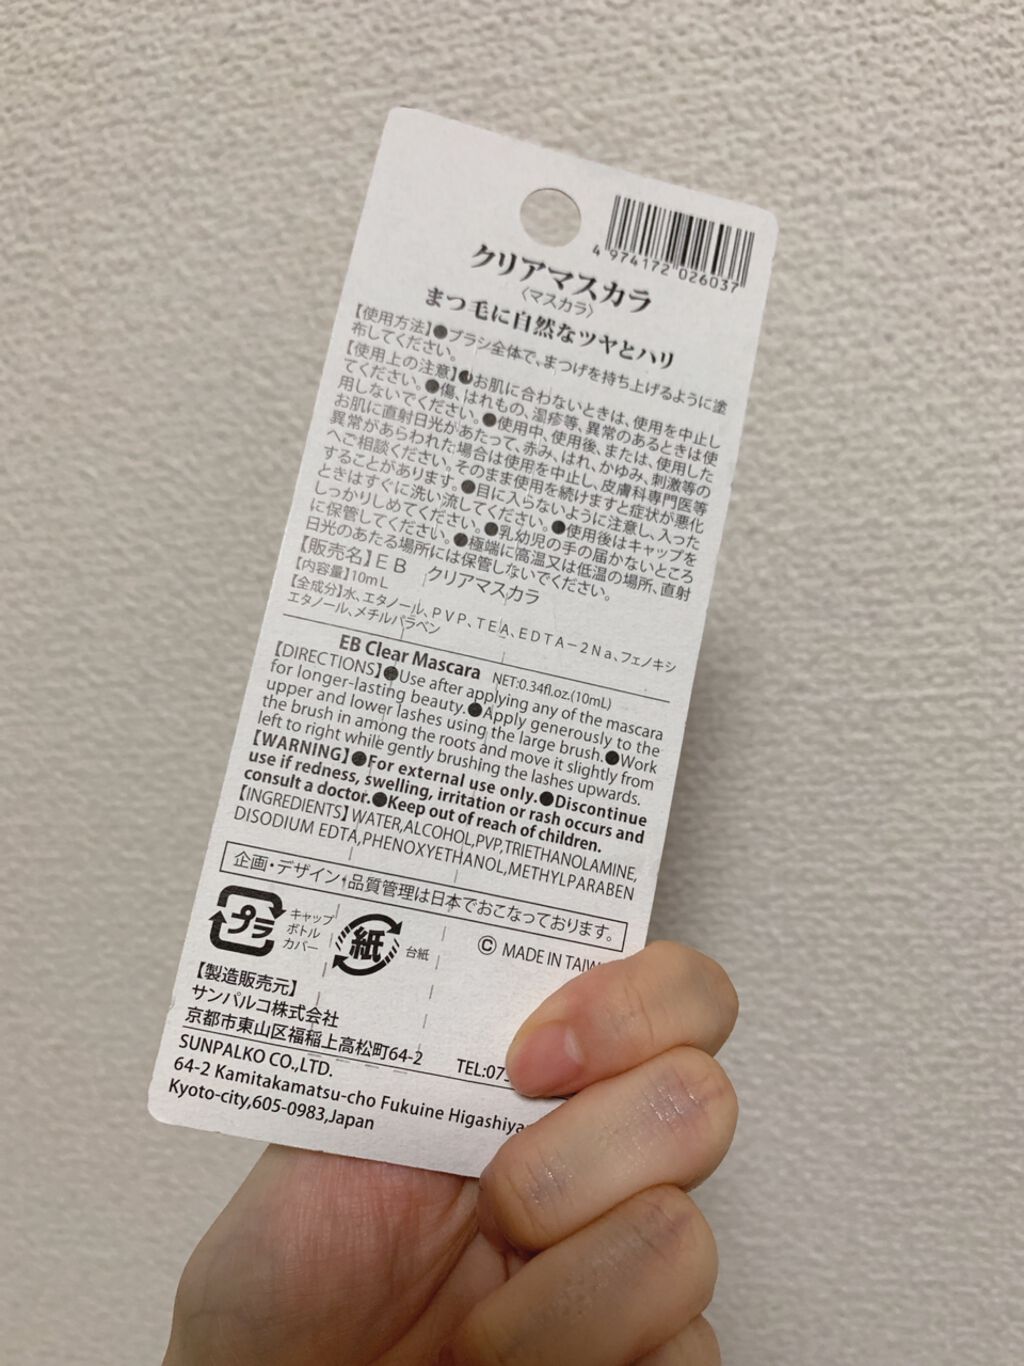 4 974172 026037
クリアマスカラ
〈マスカラ〉
まつ毛に自然なツヤとハリ
【使用方法】●ブラシ全体で、まつげを持ち上げるように塗
布してください。
【使用上の注意】●お肌に合わないときは、使用を中止し
てください。●傷、はれもの、湿疹等、異常のあるときは使
用しないでください。●使用中、使用後、または、使用した
お肌に直射日光があたって、赤み、はれ、かゆみ、刺激等の
異常があらわれた場合は使用を中止し、皮膚科専門医等
へご相談ください。そのまま使用を続けますと症状が悪化
することがあります。●目に入らないように注意し、入った
ときはすぐに洗い流してください。●使用後はキャップを
しっかりしめてください。●乳幼児の手の届かないところ
に保管してください。●極端に高温又は低温の場所、直射
日光のあたる場所には保管しないでください。
【販売名】EB クリアマスカラ
【内容量】10mL
【全成分】水、エタノール、PVP、TEA、EDTA-2Na、フェノキシ
エタノール、メチルパラベン
EB Clear Mascara NET:0.34fl.oz.(10mL)
【DIRECTIONS】●Use after applying any of the mascara
for longer-lasting beauty.●Apply generously to the
upper and lower lashes using the large brush.●Work
the brush in among the roots and move it slightly from
left to right while gently brushing the lashes upwards.
【WARNING】●For external use only.●Discontinue
use if redness, swelling, irritation or rash occurs and
consult a doctor.●Keep out of reach of children.
【INGREDIENTS】WATER,ALCOHOL,PVP,TRIETHANOLAMINE,
DISODIUM EDTA,PHENOXYETHANOL,METHYLPARABEN
企画・デザイン・品質管理は日本でおこなっております。
プラ キャップ
ボトル
カバー
紙 台紙
© MADE IN TAIW
【製造販売元】
サンパルコ株式会社
京都市東山区福稲上高松町64-2 TEL:07
SUNPALKO CO.,LTD.
64-2 Kamitakamatsu-cho Fukuine Higashiya
Kyoto-city,605-0983,Japan